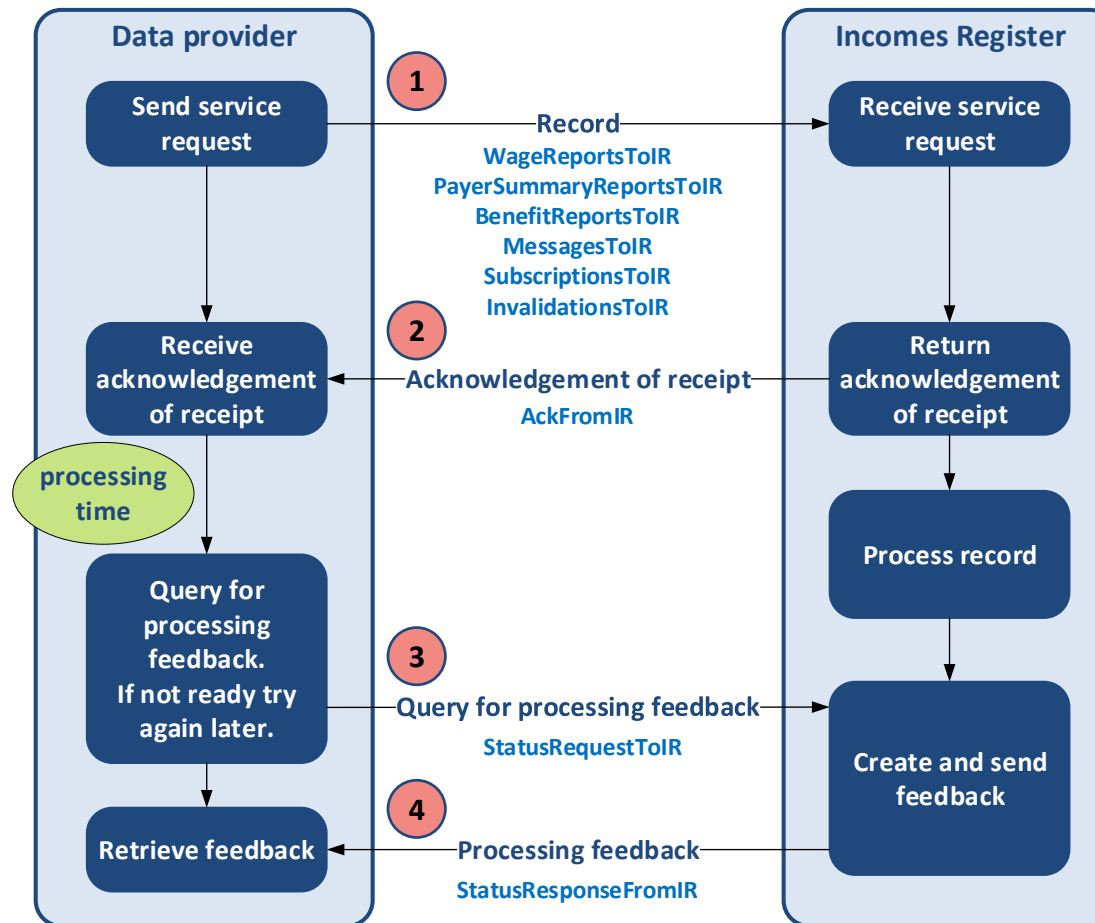 Data provider
Incomes Register
1
Send service
request
Record
WageReportsToIR
PayerSummaryReportsToIR
BenefitReportsToIR
MessagesToIR
SubscriptionsToIR
InvalidationsToIR
Receive service
request
2
Receive
acknowledgement
of receipt
Acknowledgement of receipt
AckFromIR
Return
acknowledgement
of receipt
processing
time
Process record
Query for
processing
feedback.
If not ready try
again later.
3
Query for processing feedback
StatusRequestToIR
Create and send
feedback
4
Retrieve feedback
Processing feedback
StatusResponseFromIR